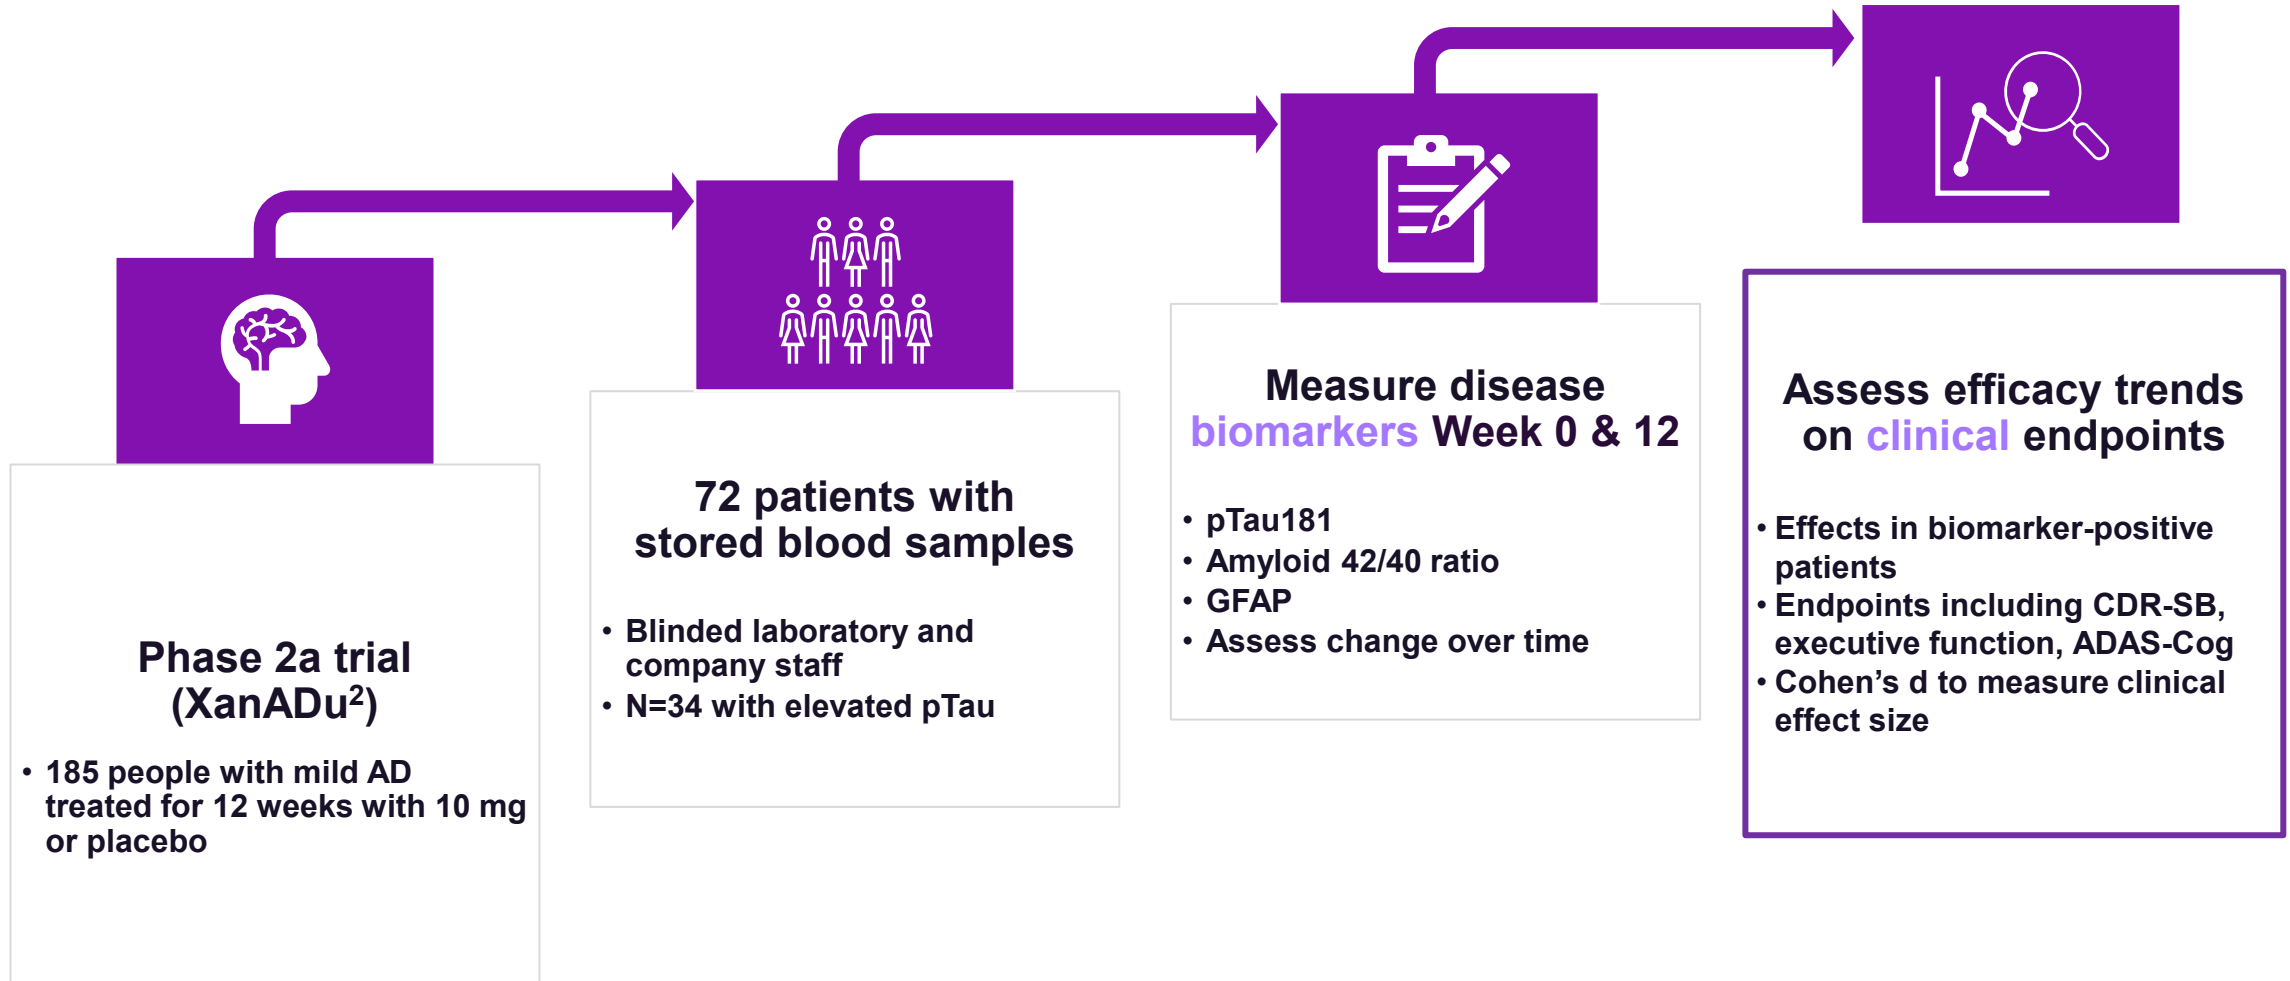 Phase 2a trial
(XanADu²)
• 185 people with mild AD
treated for 12 weeks with 10 mg
or placebo
72 patients with
stored blood samples
• Blinded laboratory and
company staff
• N=34 with elevated pTau
Measure disease
biomarkers Week 0 & 12
• pTau181
• Amyloid 42/40 ratio
• GFAP
• Assess change over time
Assess efficacy trends
on clinical endpoints
• Effects in biomarker-positive
patients
• Endpoints including CDR-SB,
executive function, ADAS-Cog
• Cohen’s d to measure clinical
effect size